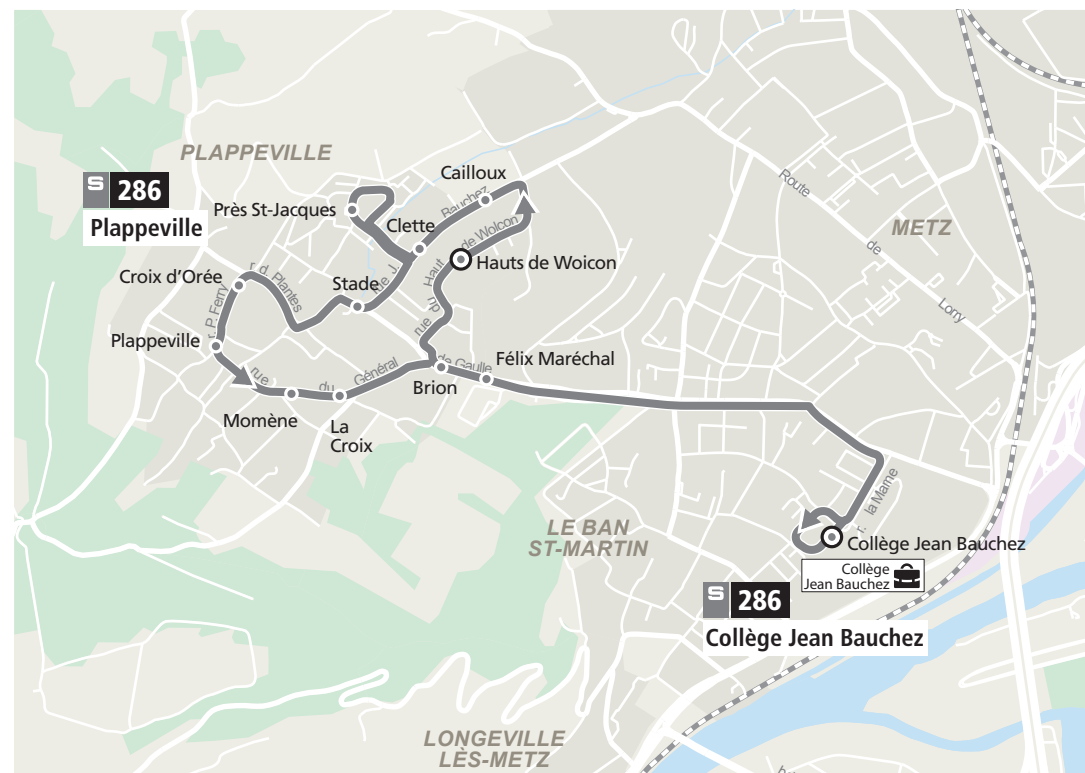 PLAPPEVILLE
S 286
Plappeville
Près St-Jacques
Cailloux
Clette
rue J. Bauchez
Hauts de Woicon
rue du Haut de Woicon
Croix d'Orée
r. d. Plantes
Stade
r. P. Ferry
Plappeville
rue du Général de Gaulle
Momène
La
Croix
Brion
Félix Maréchal
Route de Lorry
METZ
LE BAN
ST-MARTIN
r. la Marne
Collège Jean Bauchez
Collège
Jean Bauchez
S 286
Collège Jean Bauchez
LONGEVILLE
LÈS-METZ